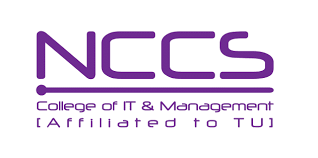 NCCS
College of IT & Management
[Affiliated to TU]